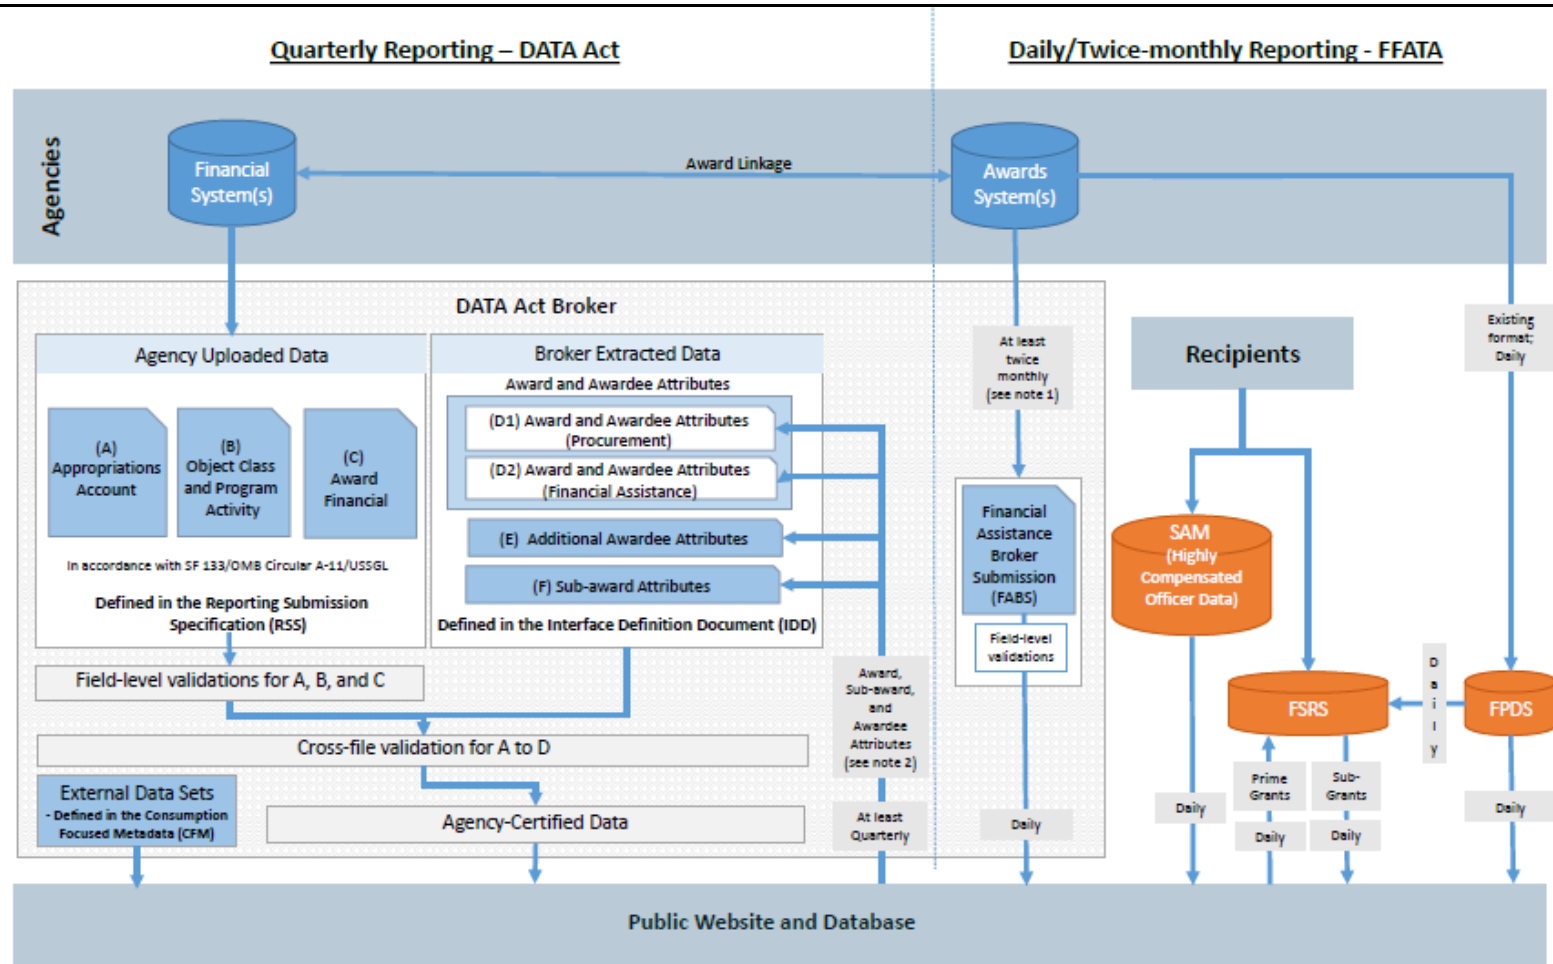 Quarterly Reporting – DATA Act
Daily/Twice-monthly Reporting - FFATA
Agencies
Financial
System(s)
Award Linkage
Awards
System(s)
DATA Act Broker
Agency Uploaded Data
(A)
Appropriations
Account
(B)
Object Class
and Program
Activity
(C)
Award
Financial
In accordance with SF 133/OMB Circular A-11/USSGL
Defined in the Reporting Submission
Specification (RSS)
Broker Extracted Data
Award and Awardee Attributes
(D1) Award and Awardee Attributes
(Procurement)
(D2) Award and Awardee Attributes
(Financial Assistance)
(E) Additional Awardee Attributes
(F) Sub-award Attributes
Defined in the Interface Definition Document (IDD)
Field-level validations for A, B, and C
Cross-file validation for A to D
External Data Sets
- Defined in the Consumption
Focused Metadata (CFM)
Agency-Certified Data
Award,
Sub-award,
and
Awardee
Attributes
(see note 2)
At least
Quarterly
At least
twice
monthly
(see note 1)
Financial
Assistance
Broker
Submission
(FABS)
Field-level
validations
Daily
Recipients
Existing
format;
Daily
SAM
(Highly
Compensated
Officer Data)
FSRS
Daily
FPDS
Daily
Prime
Grants
Daily
Sub-
Grants
Daily
Daily
Public Website and Database